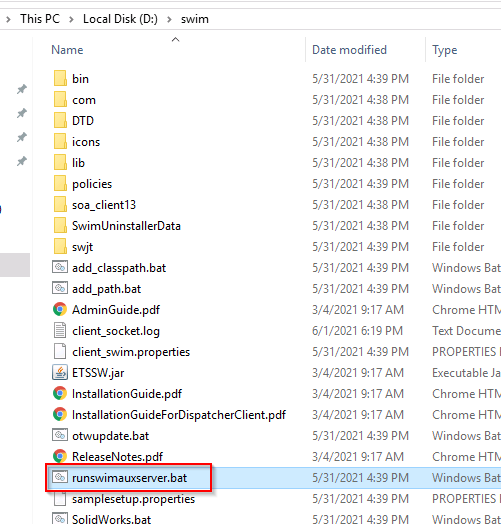 This PC > Local Disk (D:) > swim
Name Date modified Type
bin 5/31/2021 4:39 PM File folder
com 5/31/2021 4:38 PM File folder
DTD 5/31/2021 4:38 PM File folder
icons 5/31/2021 4:38 PM File folder
lib 5/31/2021 4:38 PM File folder
policies 5/31/2021 4:39 PM File folder
soa_client13 5/31/2021 4:38 PM File folder
SwimUninstallerData 5/31/2021 4:39 PM File folder
swjt 5/31/2021 4:39 PM File folder
add_classpath.bat 5/31/2021 4:39 PM Windows Bat
add_path.bat 5/31/2021 4:39 PM Windows Bat
AdminGuide.pdf 3/4/2021 9:17 AM Chrome HTM
client_socket.log 6/1/2021 6:19 PM Text Docume
client_swim.properties 5/31/2021 4:39 PM PROPERTIES F
ETSSW.jar 3/4/2021 9:17 AM Executable Ja
InstallationGuide.pdf 3/4/2021 9:17 AM Chrome HTM
InstallationGuideForDispatcherClient.pdf 3/4/2021 9:17 AM Chrome HTM
otwupdate.bat 5/31/2021 4:39 PM Windows Bat
ReleaseNotes.pdf 3/4/2021 9:17 AM Chrome HTM
runswimauxserver.bat 5/31/2021 4:39 PM Windows Bat
samplesetup.properties 5/31/2021 4:39 PM PROPERTIES F
SolidWorks.bat 5/31/2021 4:39 PM Windows Bat